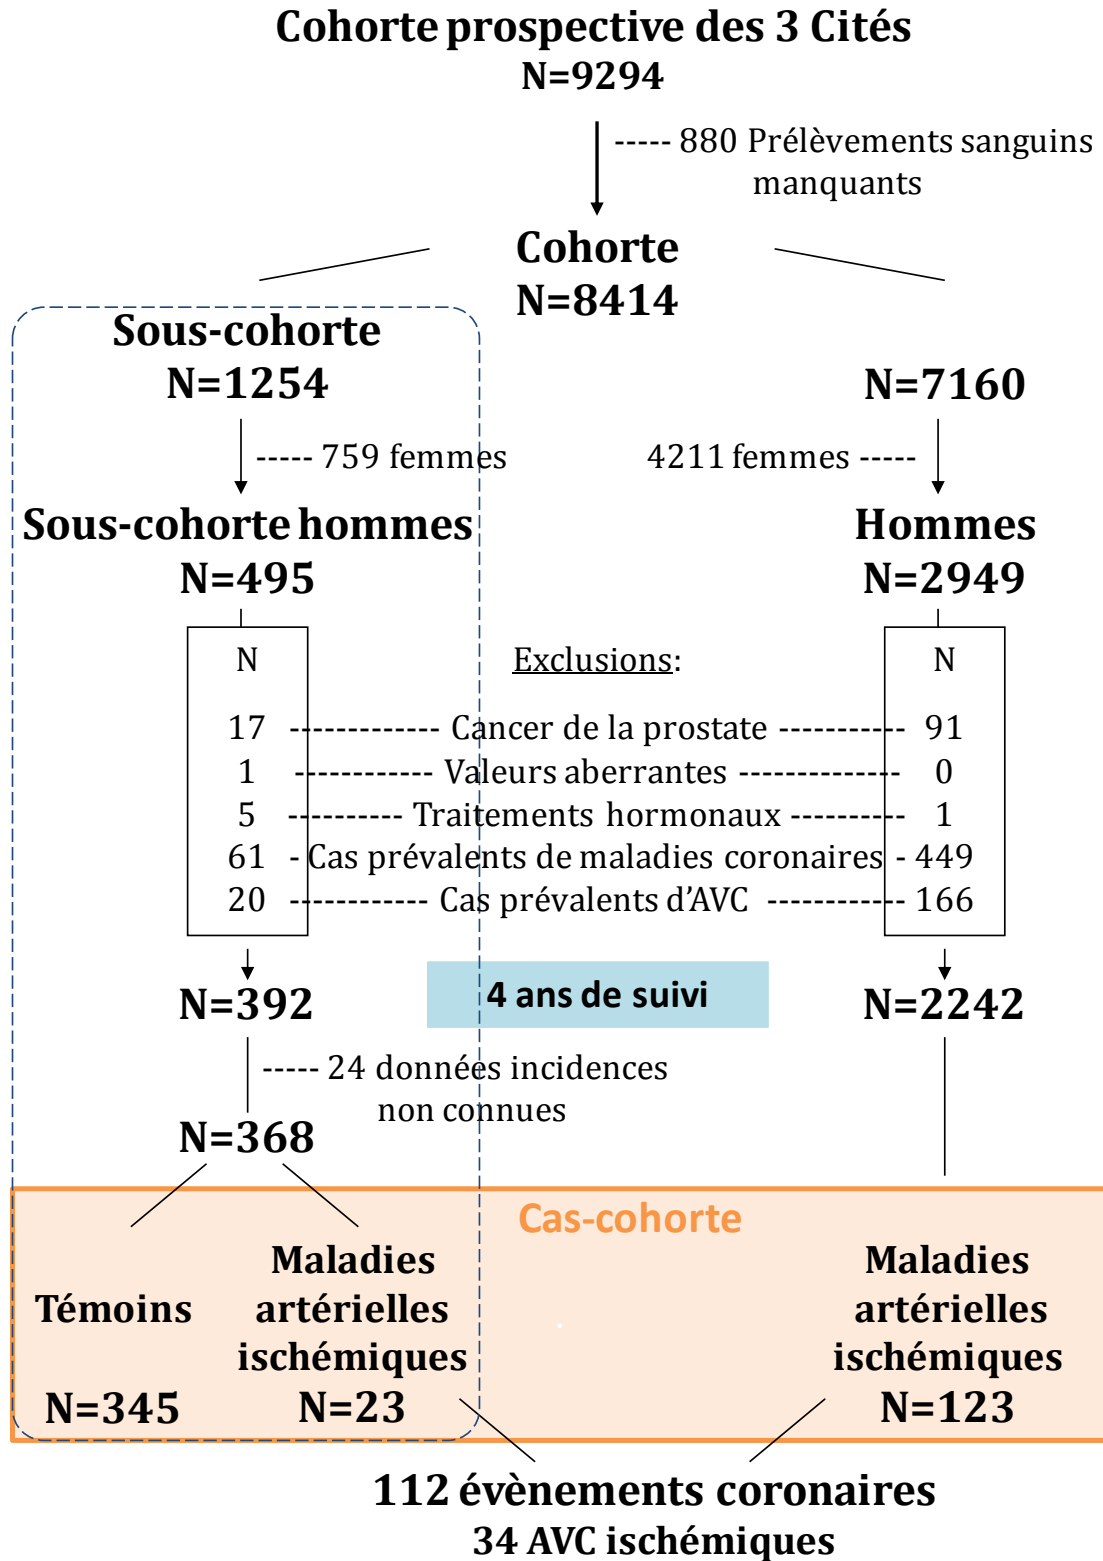 Cohorte prospective des 3 Cités
N=9294
----- 880 Prélèvements sanguins
manquants
Cohorte
N=8414
Sous-cohorte
N=1254
N=7160
----- 759 femmes
4211 femmes -----
Sous-cohorte hommes
N=495
Hommes
N=2949
N Exclusions: N
17 ------------ Cancer de la prostate ---------- 91
1 ----------- Valeurs aberrantes ------------- 0
5 --------- Traitements hormonaux -------- 1
61 - Cas prévalents de maladies coronaires - 449
20 ----------- Cas prévalents d'AVC ----------- 166
N=392
4 ans de suivi
N=2242
----- 24 données incidences
non connues
N=368
Cas-cohorte
Témoins
N=345
Maladies
artérielles
ischémiques
N=23
Maladies
artérielles
ischémiques
N=123
112 évènements coronaires
34 AVC ischémiques